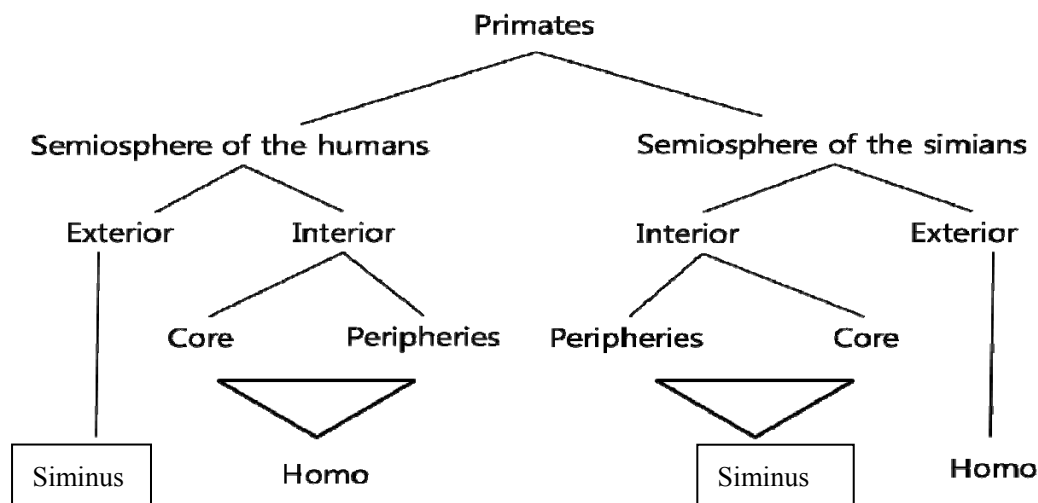 Primates
Semiosphere of the humans
Semiosphere of the simians
Exterior
Interior
Interior
Exterior
Core
Peripheries
Peripheries
Core
Siminus
Homo
Siminus
Homo